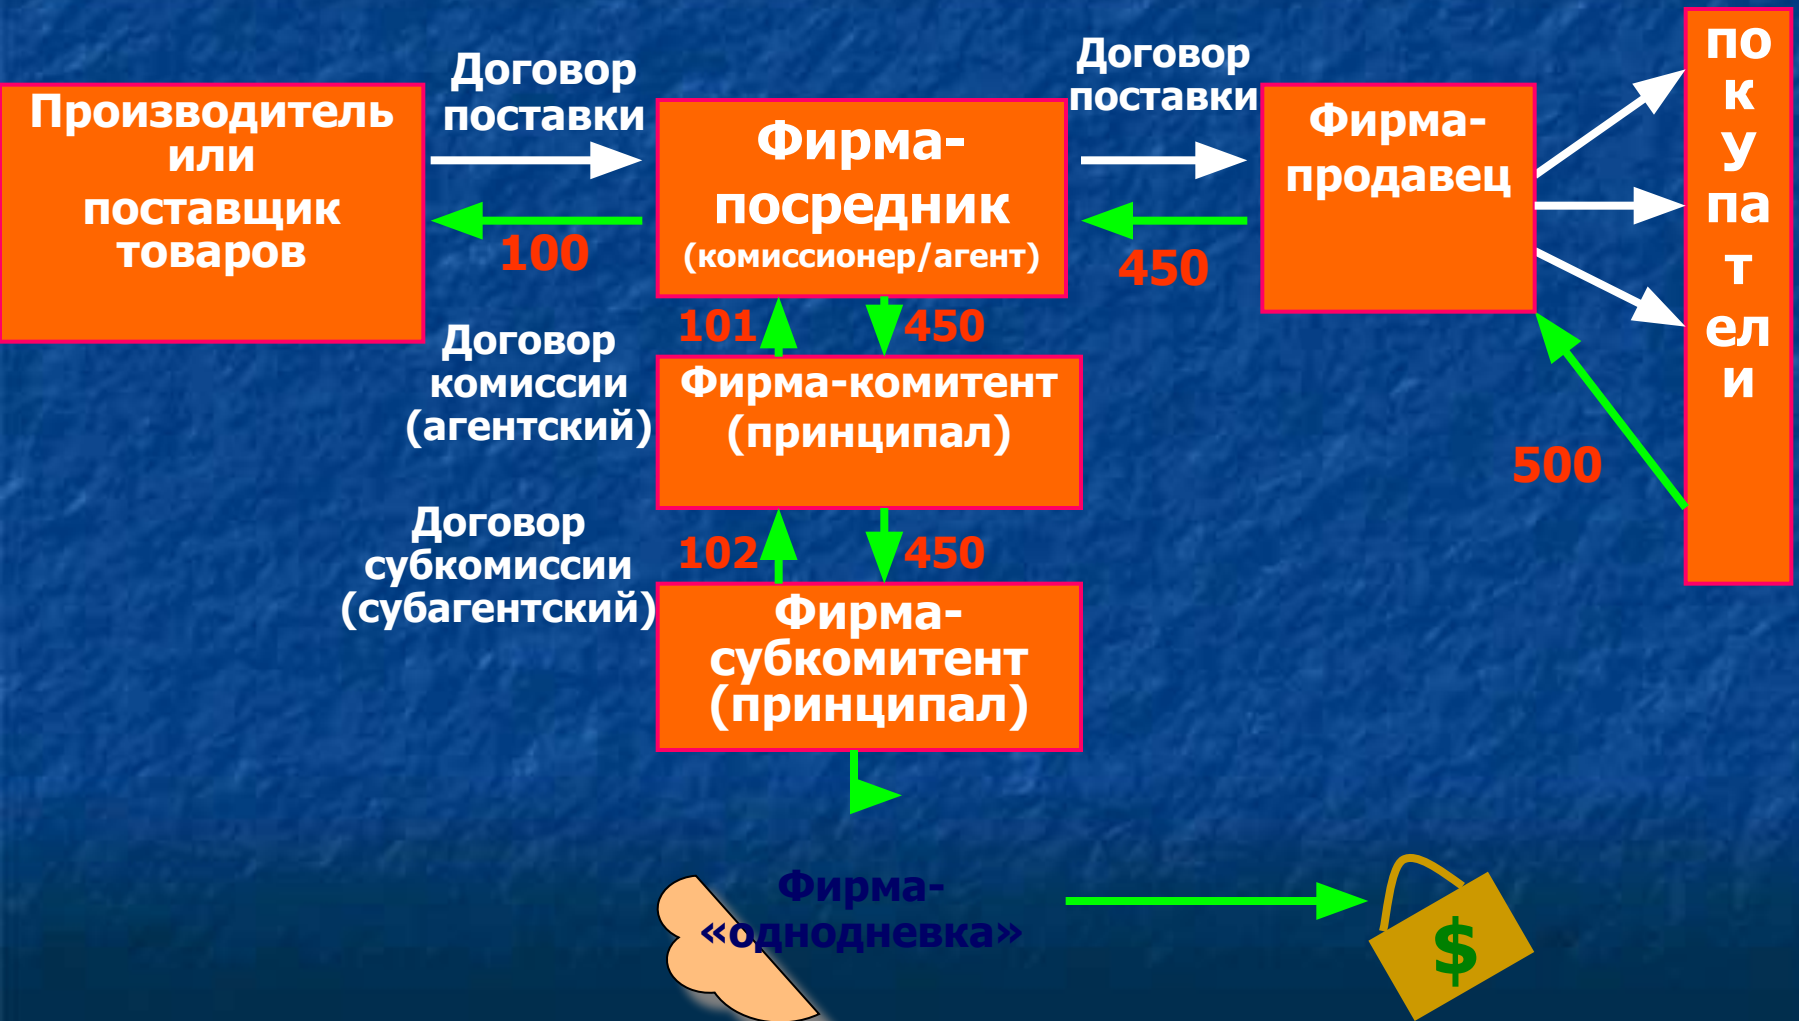 Производитель
или
поставщик
товаров
Договор
поставки
100
Фирма-
посредник
(комиссионер/агент)
Договор
поставки
450
Фирма-
продавец
по
к
у
па
т
ел
и
500
101
450
Договор
комиссии
(агентский)
Фирма-комитент
(принципал)
102
450
Договор
субкомиссии
(субагентский)
Фирма-
субкомитент
(принципал)
Фирма-
«однодневка»
$